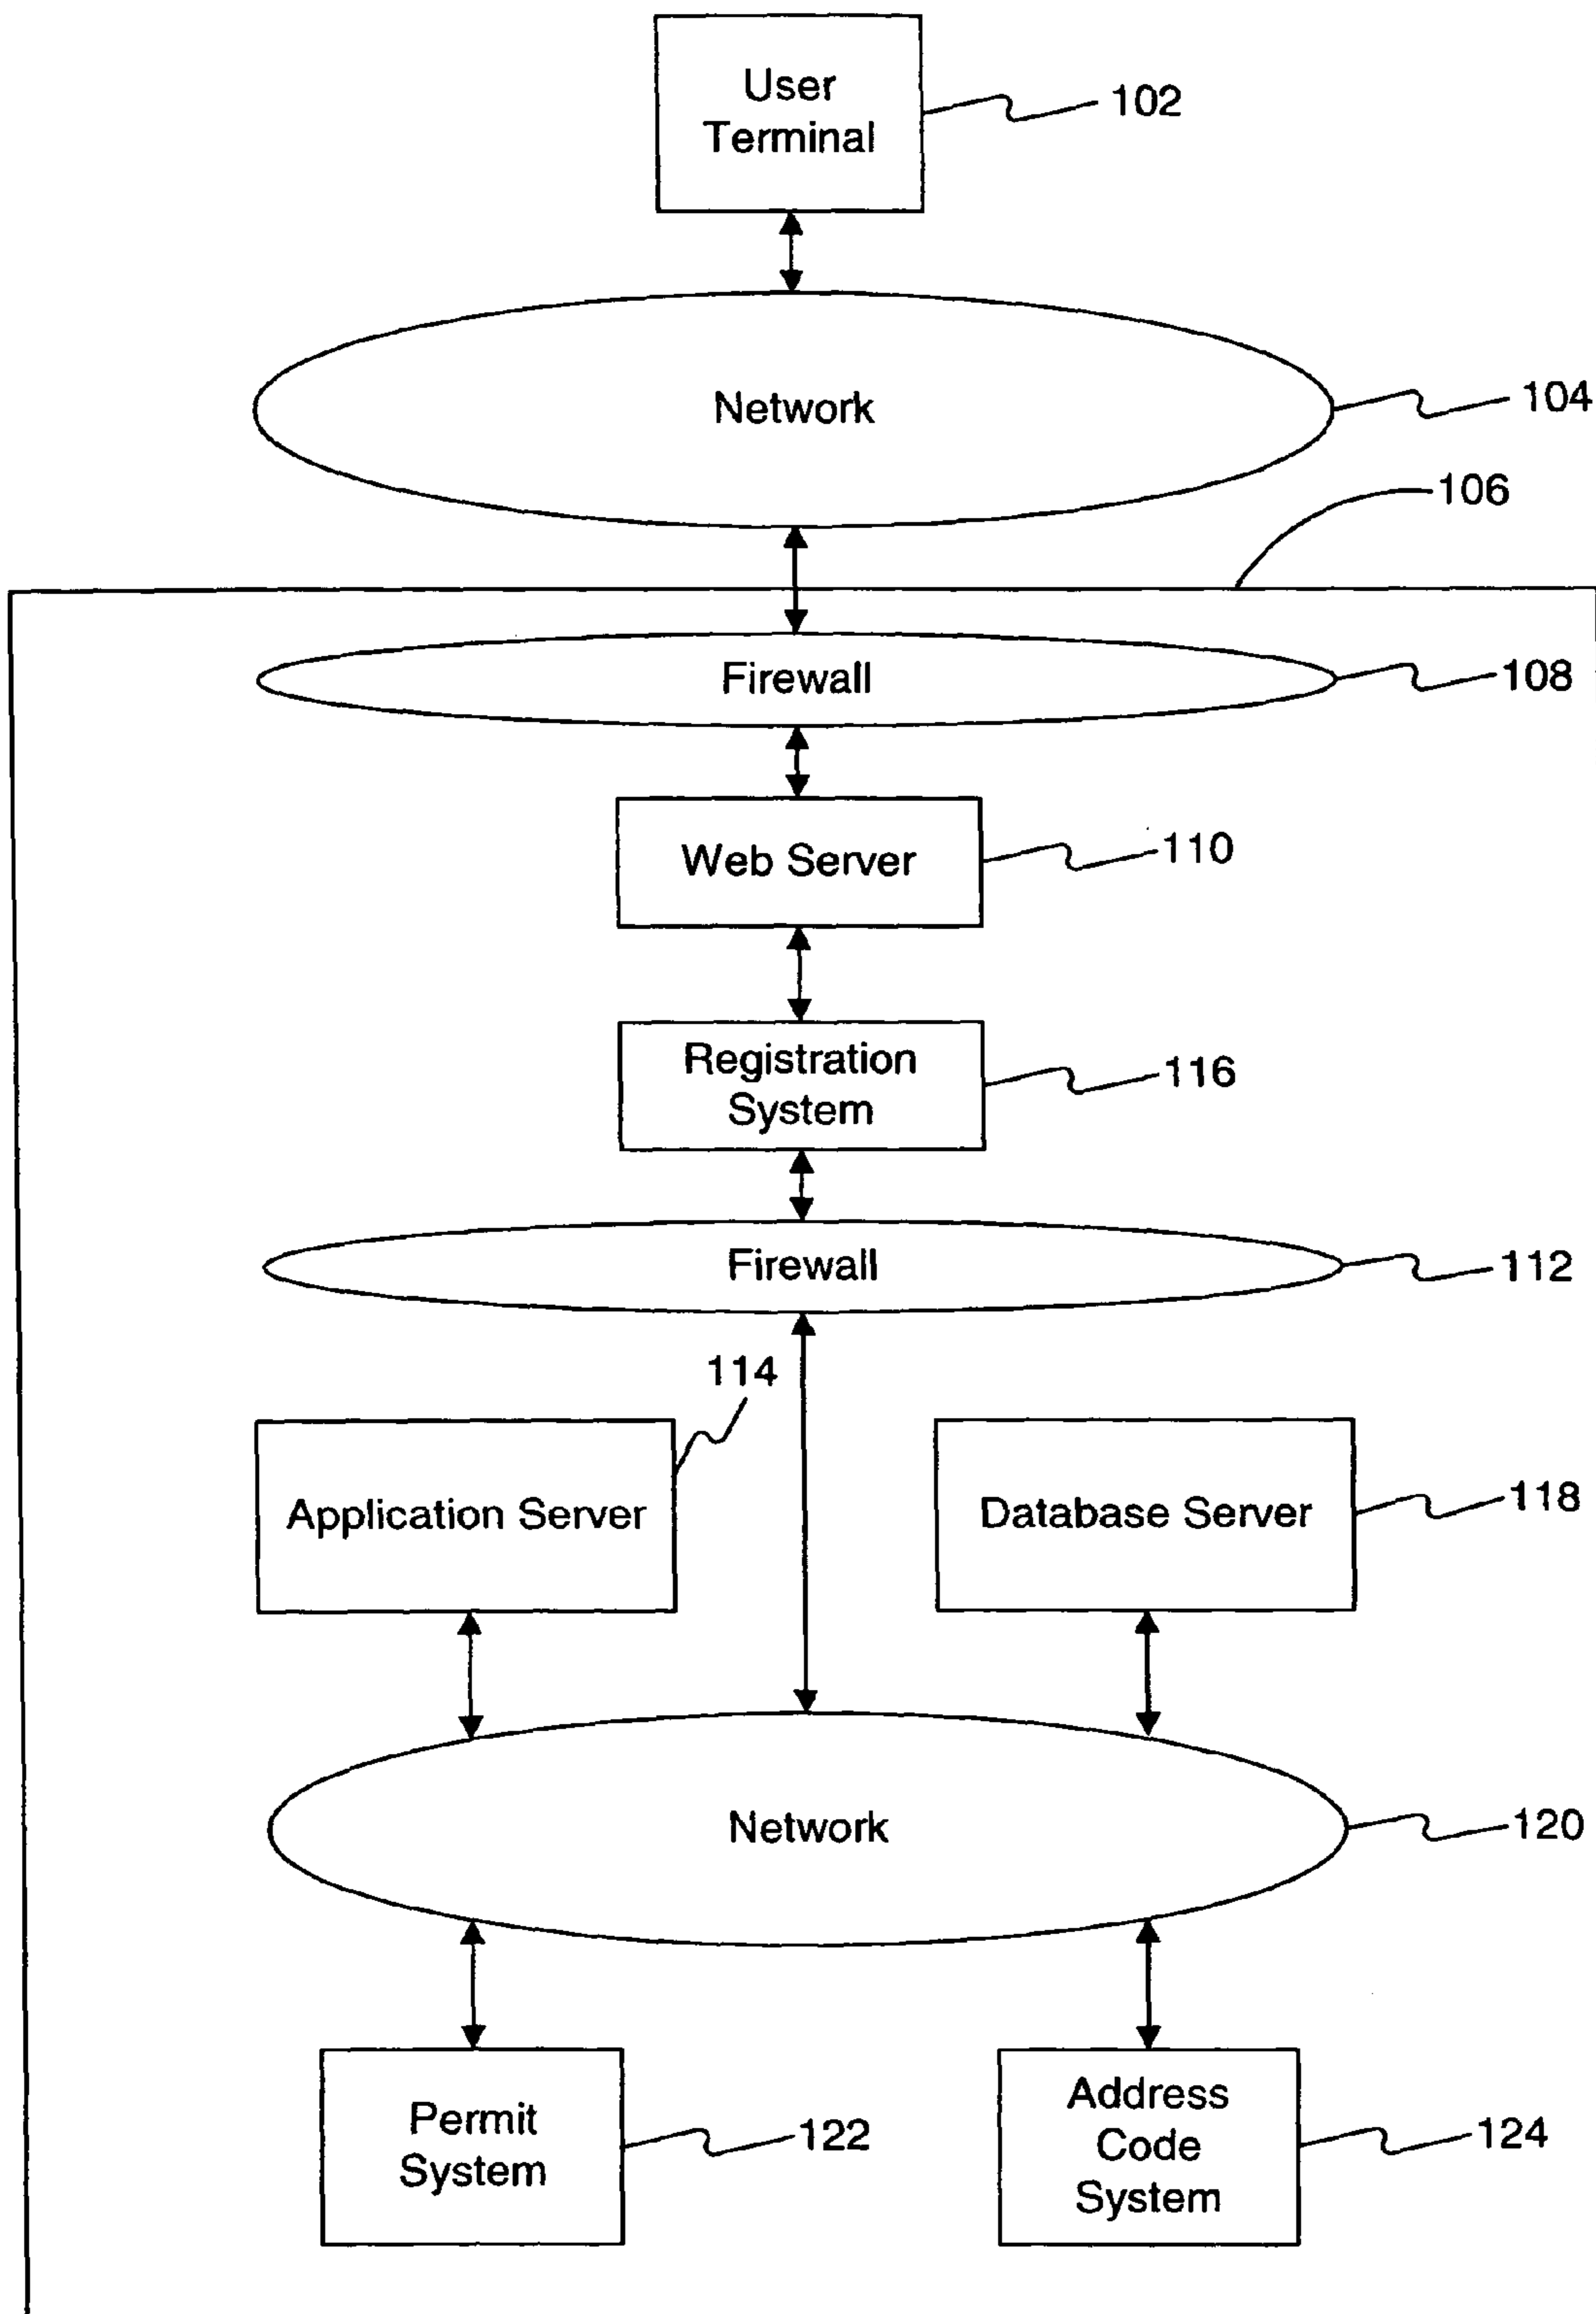 User
Terminal
102
Network
104
106
Firewall
108
Web Server
110
Registration
System
116
Firewall
112
114
Application Server
Database Server
118
Network
120
Permit
System
122
Address
Code
System
124